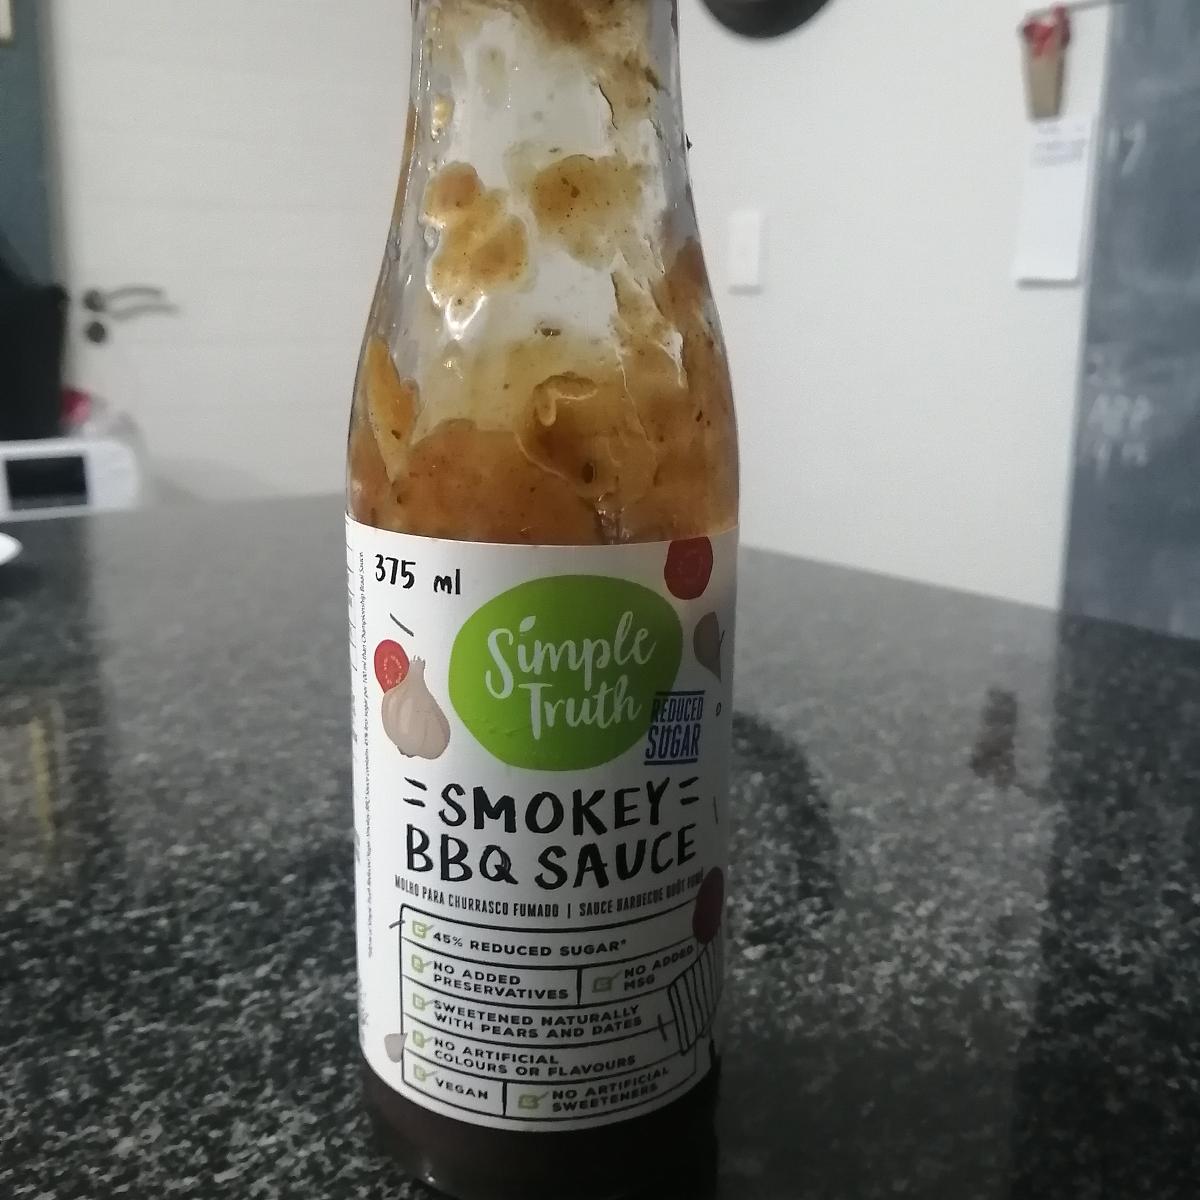 375 ml
Simple
Truth
REDUCED
SUGAR
SMOKEY
BBQ SAUCE
MOLHO PARA CHURRASCO FUMADO | SAUCE BARBECUE GOÛT FUMÉ
45% REDUCED SUGAR*
NO ADDED
PRESERVATIVES
NO ADDED
MSG
SWEETENED NATURALLY
WITH PEARS AND DATES
NO ARTIFICIAL
COLOURS OR FLAVOURS
VEGAN
NO ARTIFICIAL
SWEETENERS